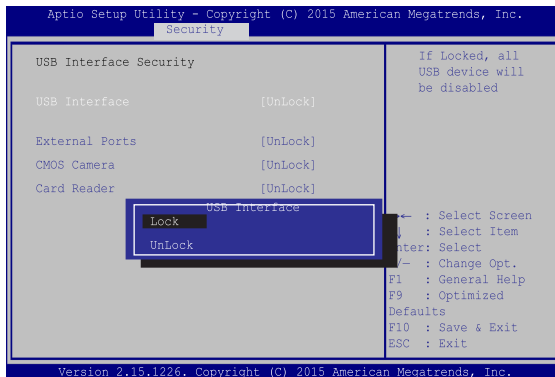 Aptio Setup Utility - Copyright (C) 2015 American Megatrends, Inc.
Security
USB Interface Security
USB Interface [UnLock]
External Ports [UnLock]
CMOS Camera [UnLock]
Card Reader [UnLock]
USB Interface
Lock
UnLock
If Locked, all
USB device will
be disabled
← : Select Screen
↓ : Select Item
nter: Select
/— : Change Opt.
F1 : General Help
F9 : Optimized
Defaults
F10 : Save & Exit
ESC : Exit
Version 2.15.1226. Copyright (C) 2015 American Megatrends, Inc.